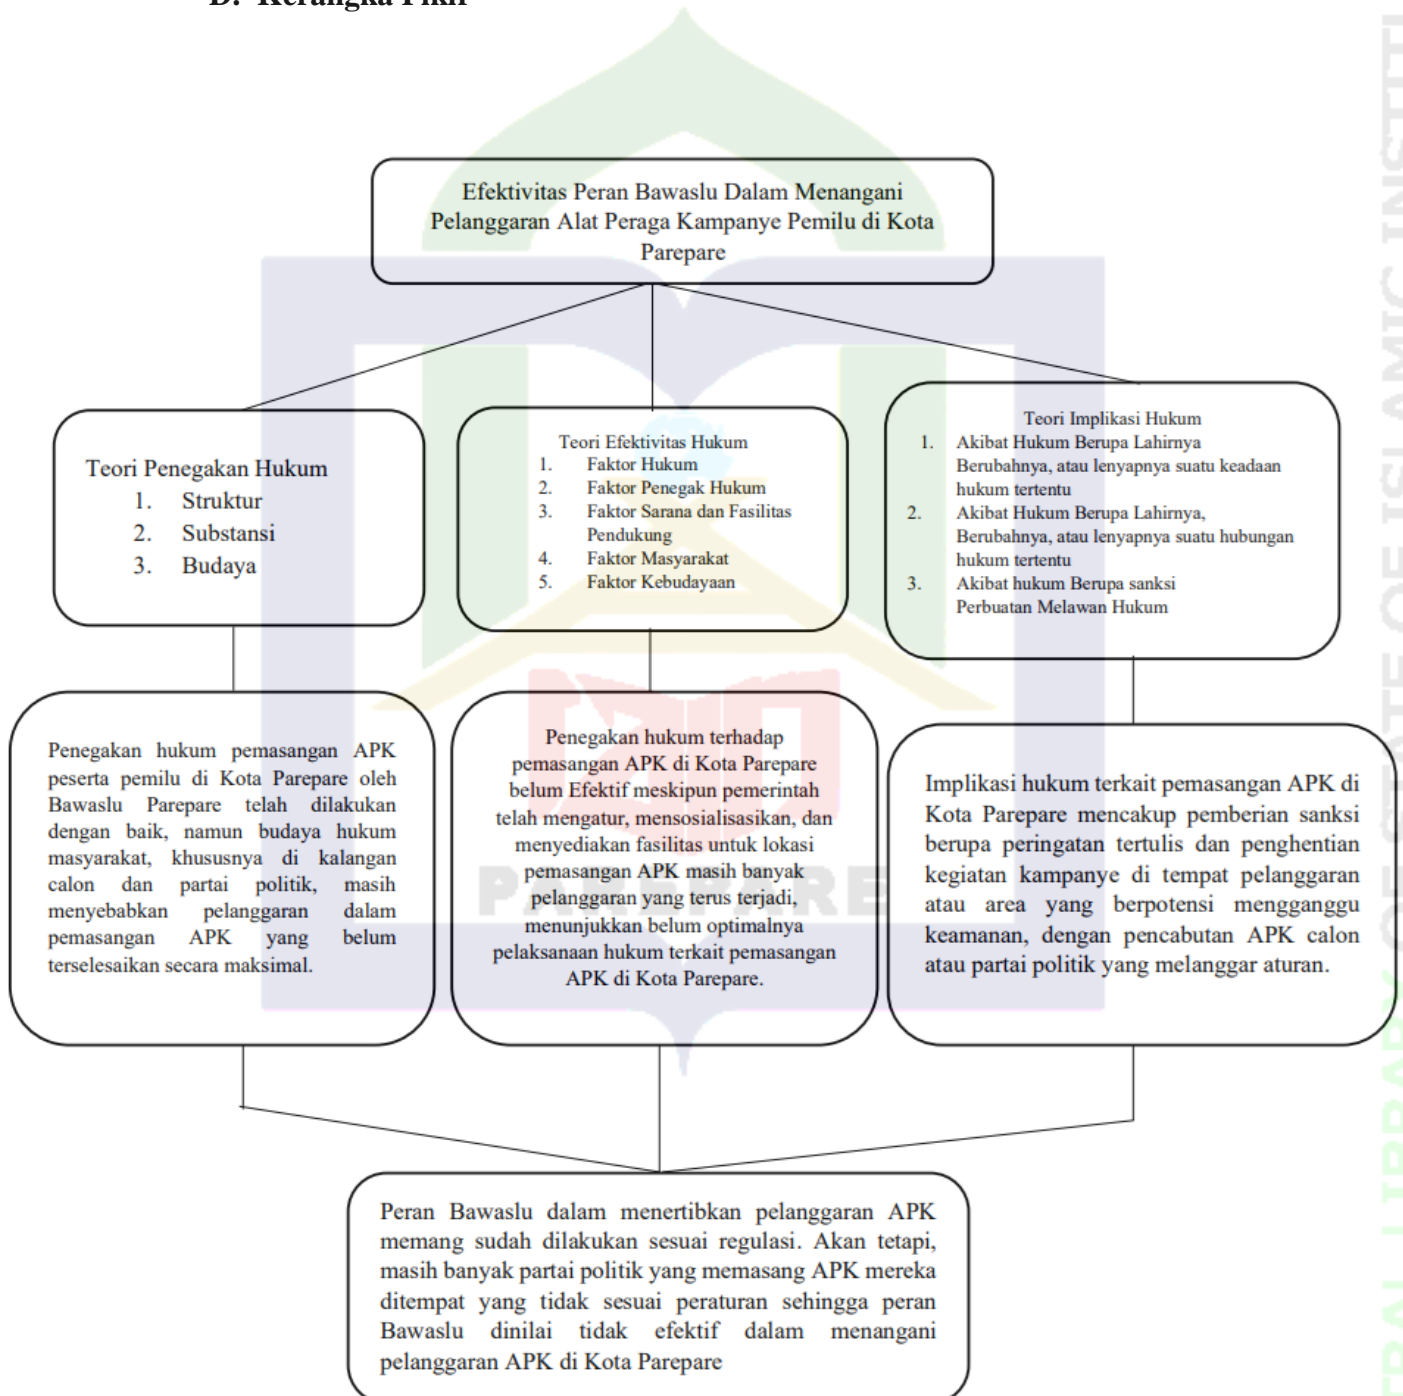 D. Kerangka Pikir
Efektivitas Peran Bawaslu Dalam Menangani
Pelanggaran Alat Peraga Kampanye Pemilu di Kota
Parepare
Teori Penegakan Hukum
1. Struktur
2. Substansi
3. Budaya
Teori Efektivitas Hukum
1. Faktor Hukum
2. Faktor Penegak Hukum
3. Faktor Sarana dan Fasilitas
Pendukung
4. Faktor Masyarakat
5. Faktor Kebudayaan
Teori Implikasi Hukum
1. Akibat Hukum Berupa Lahirnya
Berubahnya, atau lenyapnya suatu keadaan
hukum tertentu
2. Akibat Hukum Berupa Lahirnya,
Berubahnya, atau lenyapnya suatu hubungan
hukum tertentu
3. Akibat hukum Berupa sanksi
Perbuatan Melawan Hukum
Penegakan hukum pemasangan APK
peserta pemilu di Kota Parepare oleh
Bawaslu Parepare telah dilakukan
dengan baik, namun budaya hukum
masyarakat, khususnya di kalangan
calon dan partai politik, masih
menyebabkan pelanggaran dalam
pemasangan APK yang belum
terselesaikan secara maksimal.
Penegakan hukum terhadap
pemasangan APK di Kota Parepare
belum Efektif meskipun pemerintah
telah mengatur, mensosialisasikan, dan
menyediakan fasilitas untuk lokasi
pemasangan APK masih banyak
pelanggaran yang terus terjadi,
menunjukkan belum optimalnya
pelaksanaan hukum terkait pemasangan
APK di Kota Parepare.
Implikasi hukum terkait pemasangan APK di
Kota Parepare mencakup pemberian sanksi
berupa peringatan tertulis dan penghentian
kegiatan kampanye di tempat pelanggaran
atau area yang berpotensi mengganggu
keamanan, dengan pencabutan APK calon
atau partai politik yang melanggar aturan.
Peran Bawaslu dalam menertibkan pelanggaran APK
memang sudah dilakukan sesuai regulasi. Akan tetapi,
masih banyak partai politik yang memasang APK mereka
ditempat yang tidak sesuai peraturan sehingga peran
Bawaslu dinilai tidak efektif dalam menangani
pelanggaran APK di Kota Parepare
PAREPARE
OF STATE OF ISLAMIC